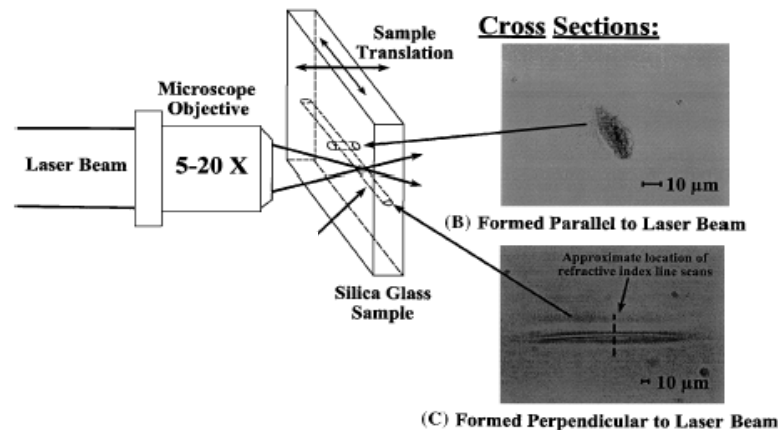 Cross Sections:
Sample
Translation
Microscope
Objective
Laser Beam
5-20 X
10 μm
(B) Formed Parallel to Laser Beam
Approximate location of
refractive index line scans
Silica Glass
Sample
10 μm
(C) Formed Perpendicular to Laser Beam